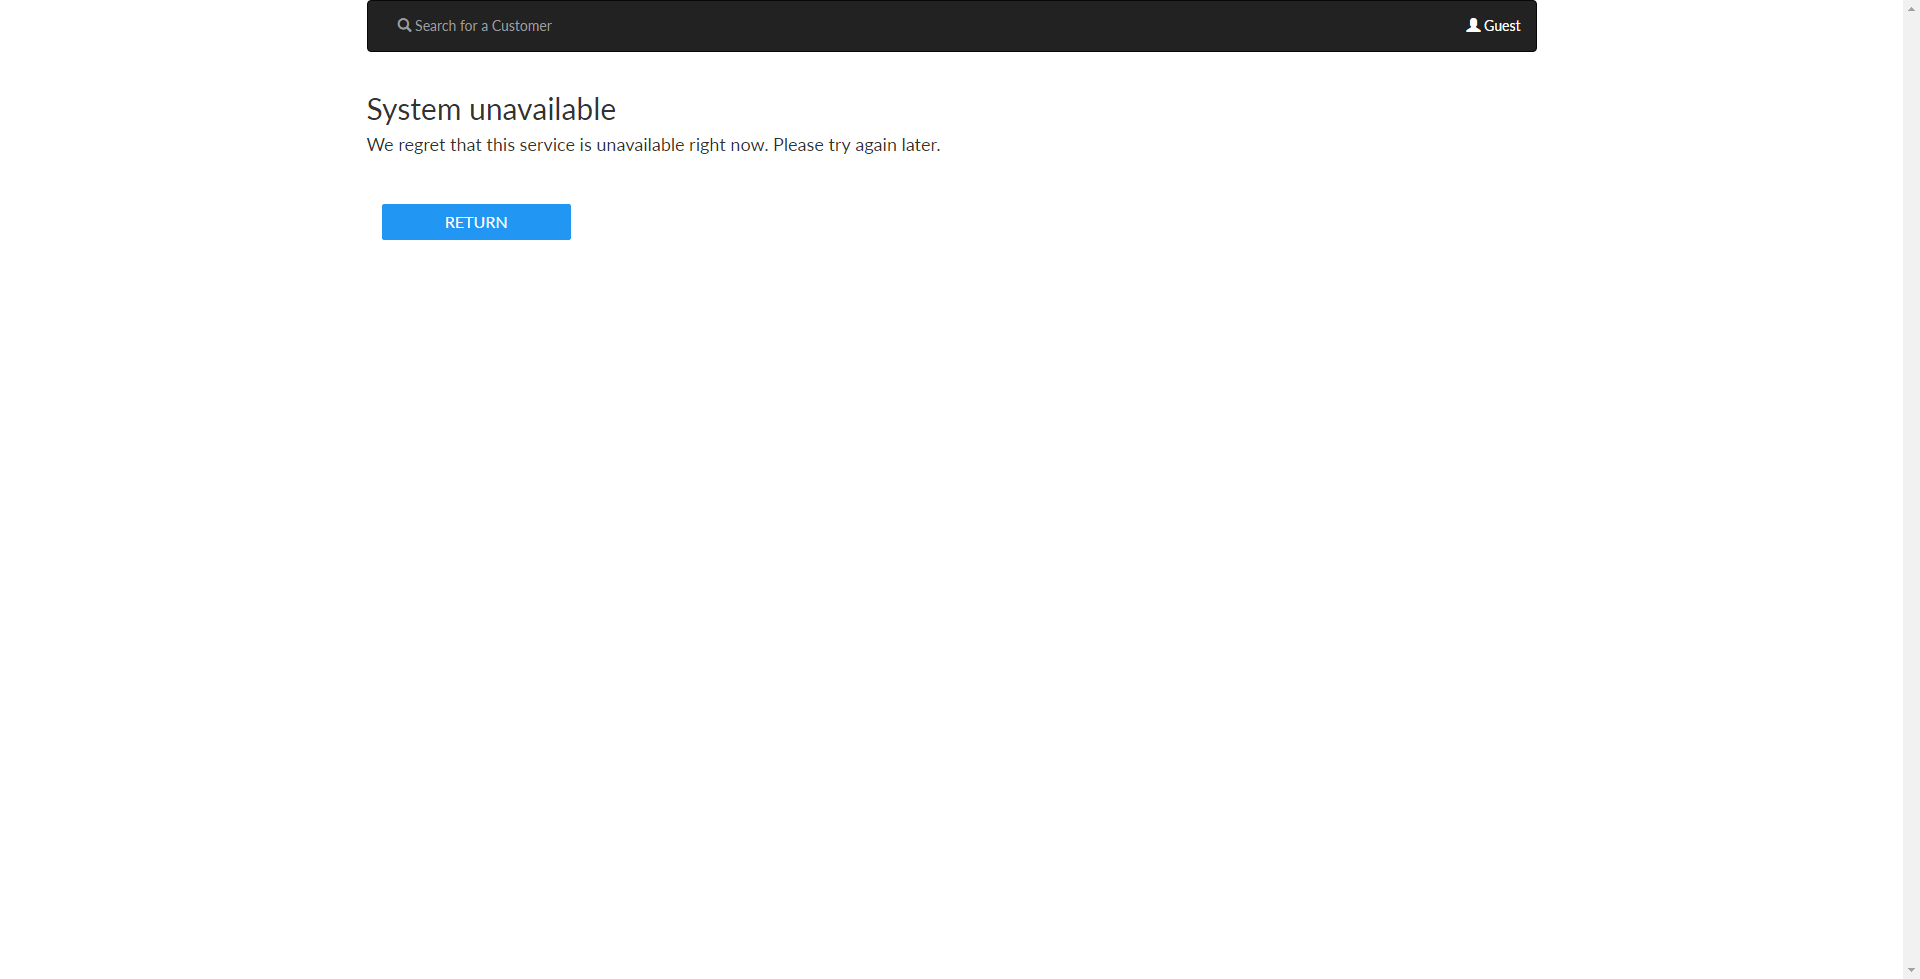 Search for a Customer
Guest
System unavailable
We regret that this service is unavailable right now. Please try again later.
RETURN